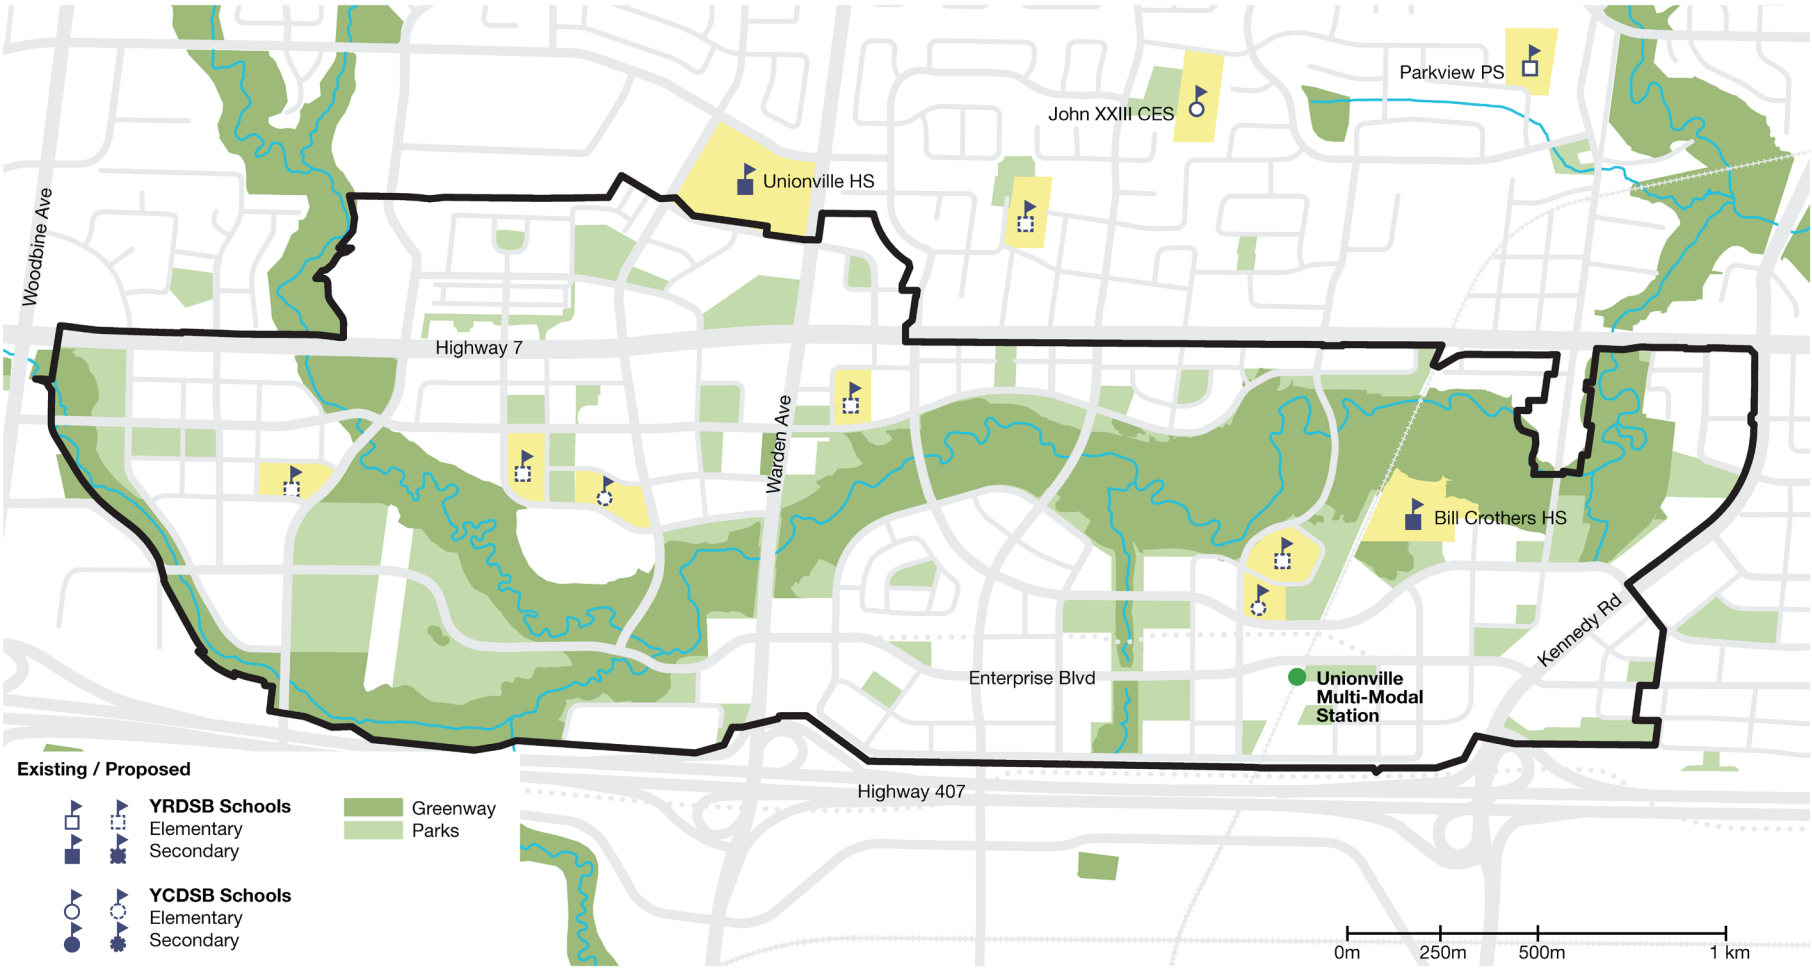 Parkview PS
John XXIII CES
Unionville HS
Woodbine Ave
Highway 7
Warden Ave
Bill Crothers HS
Kennedy Rd
Enterprise Blvd
Unionville
Multi-Modal
Station
Highway 407
Existing / Proposed
YRDSB Schools
Elementary
Secondary
YCDSB Schools
Elementary
Secondary
Greenway
Parks
0m 250m 500m 1 km